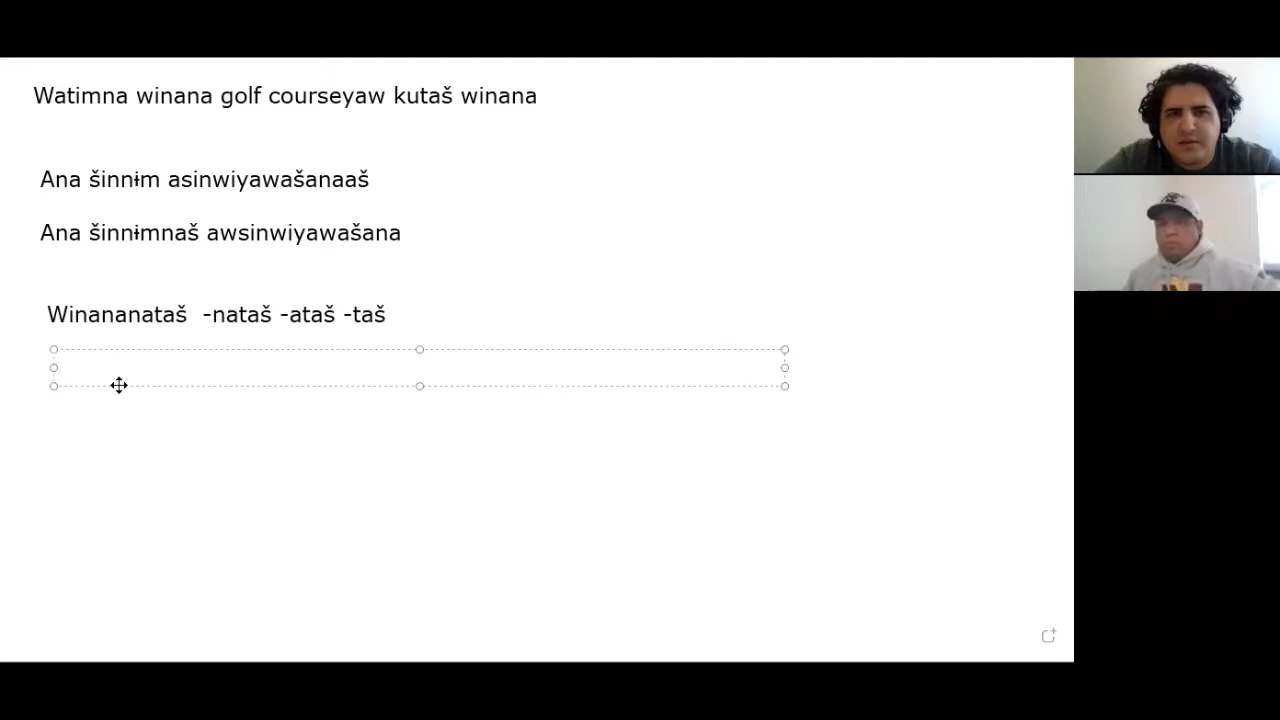 Watimna winana golf courseyaw kutaš winana
Ana šinnɨm asinwiyawašanaaš
Ana šinnɨmnaš awsinwiyawašana
Winananataš -nataš -ataš -taš